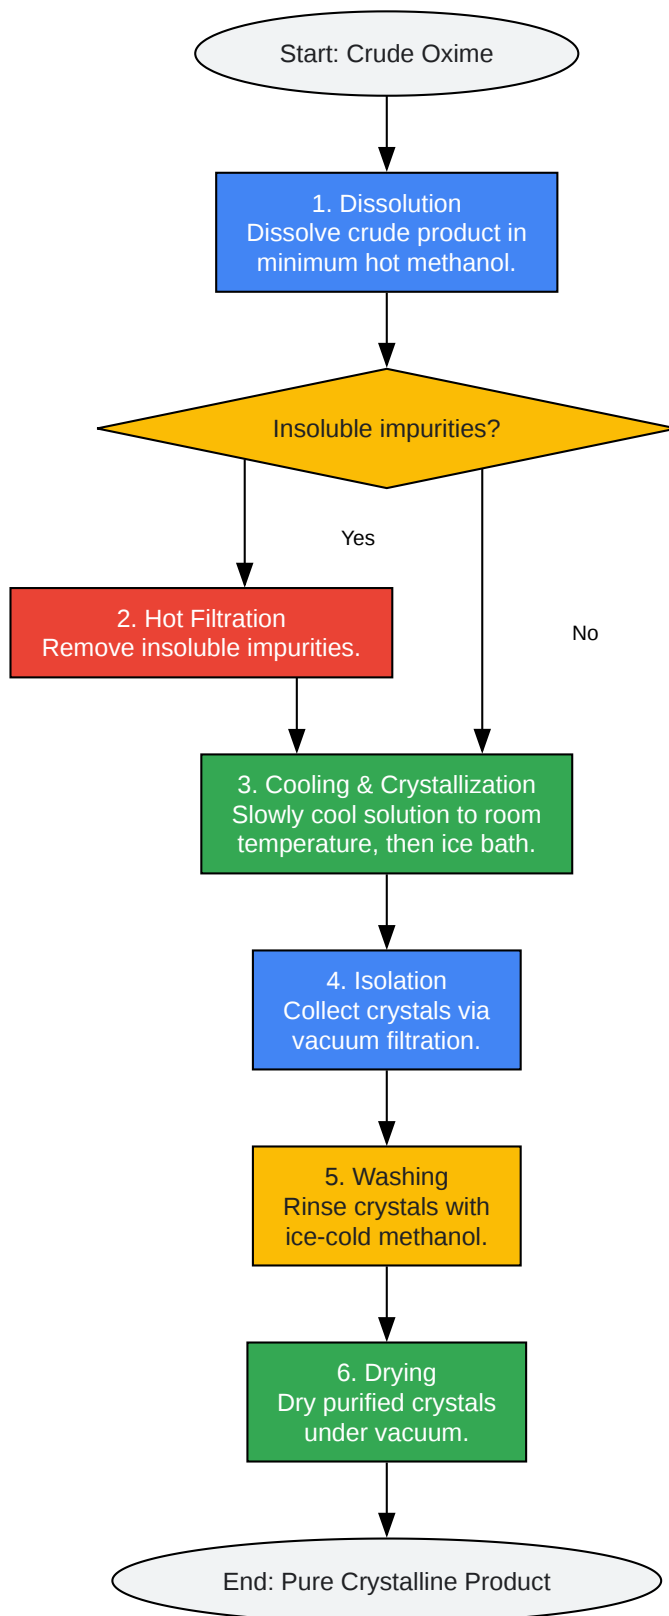 Start: Crude Oxime
1. Dissolution
Dissolve crude product in
minimum hot methanol.
Insoluble impurities?
Yes
2. Hot Filtration
Remove insoluble impurities.
No
3. Cooling & Crystallization
Slowly cool solution to room
temperature, then ice bath.
4. Isolation
Collect crystals via
vacuum filtration.
5. Washing
Rinse crystals with
ice-cold methanol.
6. Drying
Dry purified crystals
under vacuum.
End: Pure Crystalline Product